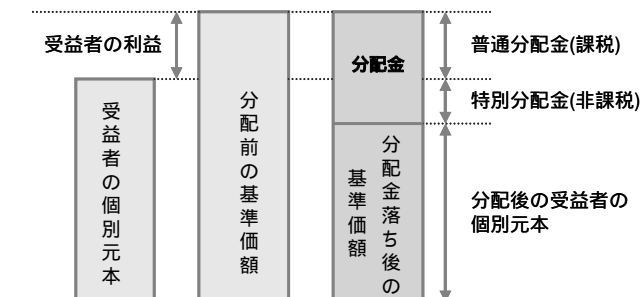 受益者の利益
受益者の個別元本
分配前の基準価額
分配金
分配金落ち後の
基準価額
普通分配金(課税)
特別分配金(非課税)
分配後の受益者の
個別元本